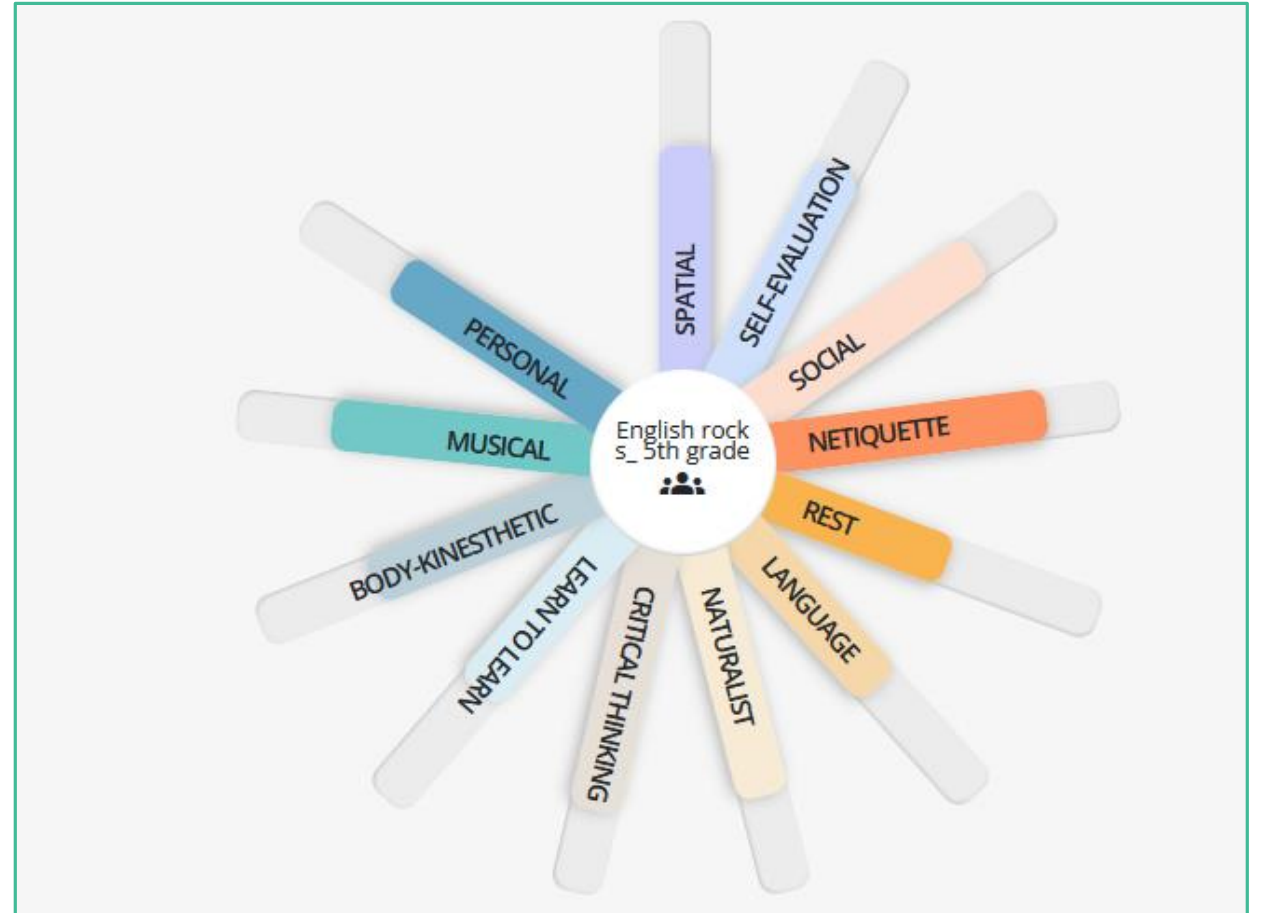 SPATIAL
SELF-EVALUATION
SOCIAL
NETIQUETTE
REST
LANGUAGE
NATURALIST
CRITICAL THINKING
LEARN TO LEARN
BODY-KINESTHETIC
MUSICAL
PERSONAL
English rock
s_ 5th grade